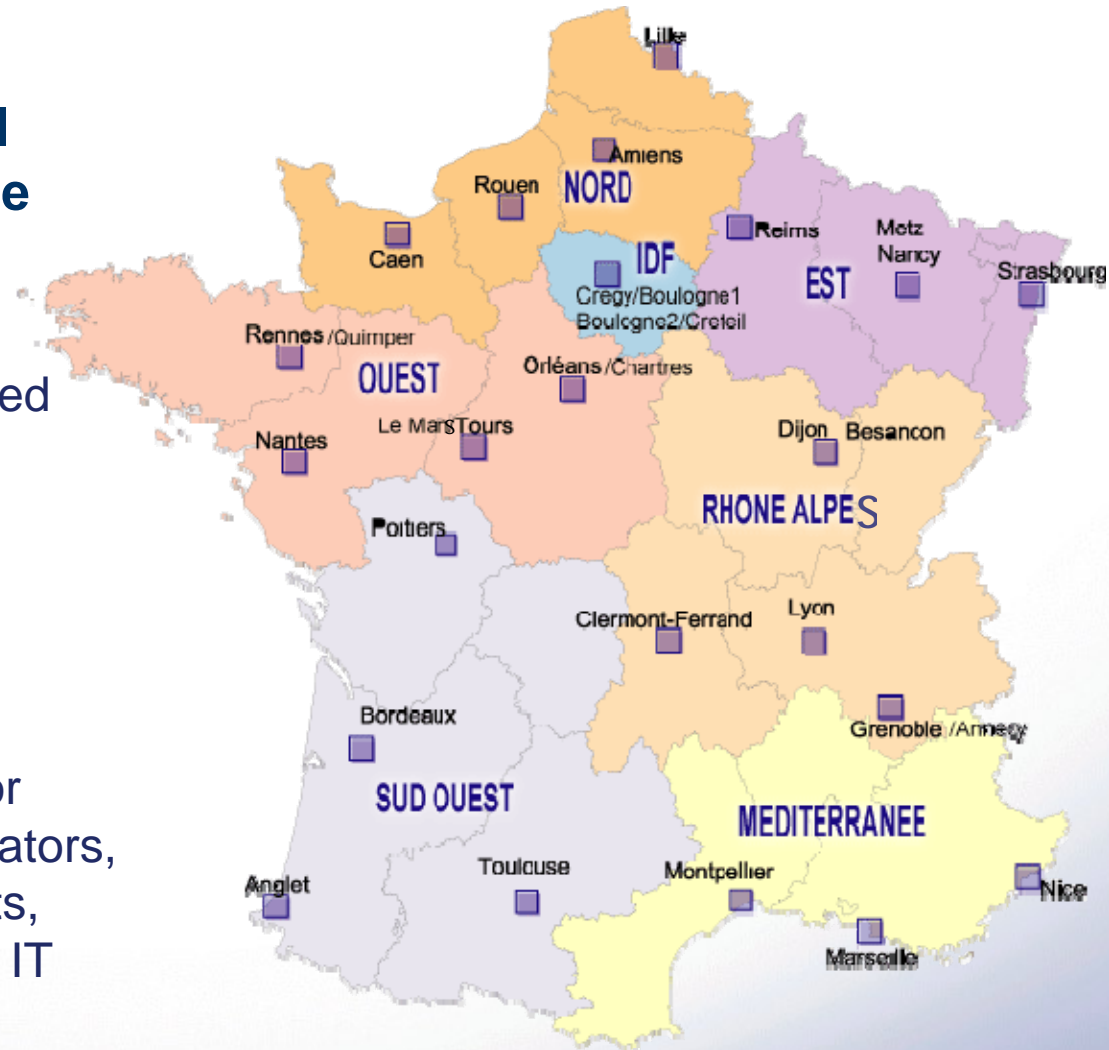 Lille
Amiens
Rouen
NORD
Caen
IDF
Cregy/Boulogne1
Boulogne2/Creteil
Reims
Metz
Nancy
EST
Strasbourg
Rennes /Quimper
OUEST
Orléans /Chartres
Le Mans Tours
Nantes
Dijon Besancon
RHONE ALPES
Poitiers
Clermont-Ferrand
Lyon
Grenoble /Annecy
Bordeaux
SUD OUEST
MEDITERRANEE
Toulouse
Montpellier
Anglet
Nice
Marseille
l
e
ed
or
ators,
ts,
IT